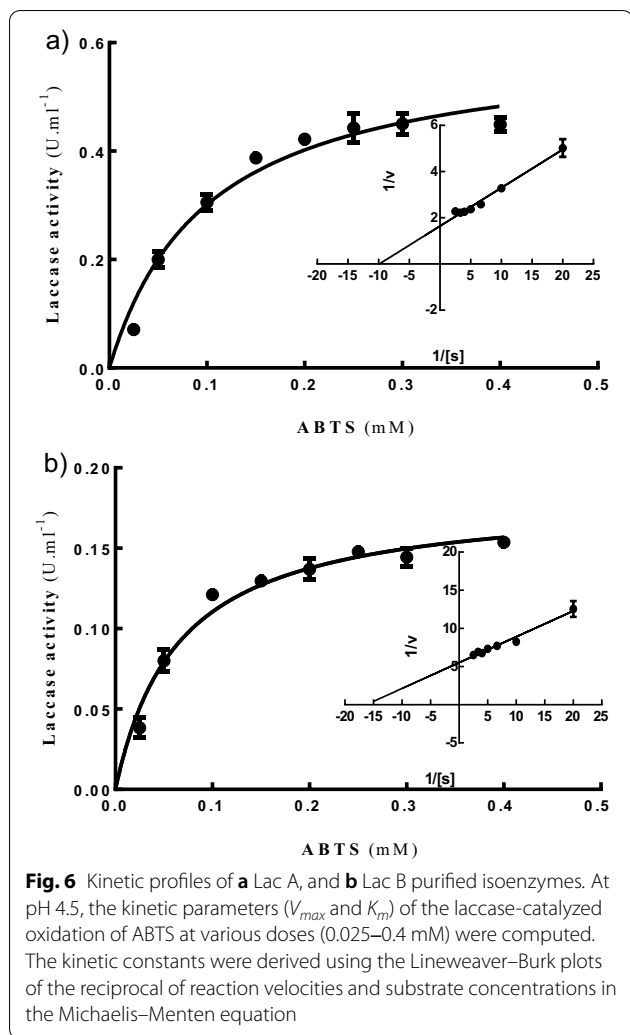 a)
0.6
0.4
0.2
0.0
Laccase activity (U.ml⁻¹)
6
4
2
-2
1/v
-20 -15 -10 -5 0 5 10 15 20 25
1/[s]
0.0 0.1 0.2 0.3 0.4 0.5
ABTS (mM)
b)
0.20
0.15
0.10
0.05
0.00
Laccase activity (U.ml⁻¹)
20
15
10
5
-5
1/v
-20 -15 -10 -5 0 5 10 15 20 25
1/[s]
0.0 0.1 0.2 0.3 0.4 0.5
ABTS (mM)
Fig. 6 Kinetic profiles of a Lac A, and b Lac B purified isoenzymes. At
pH 4.5, the kinetic parameters (Vmax and Km) of the laccase-catalyzed
oxidation of ABTS at various doses (0.025–0.4 mM) were computed.
The kinetic constants were derived using the Lineweaver–Burk plots
of the reciprocal of reaction velocities and substrate concentrations in
the Michaelis–Menten equation